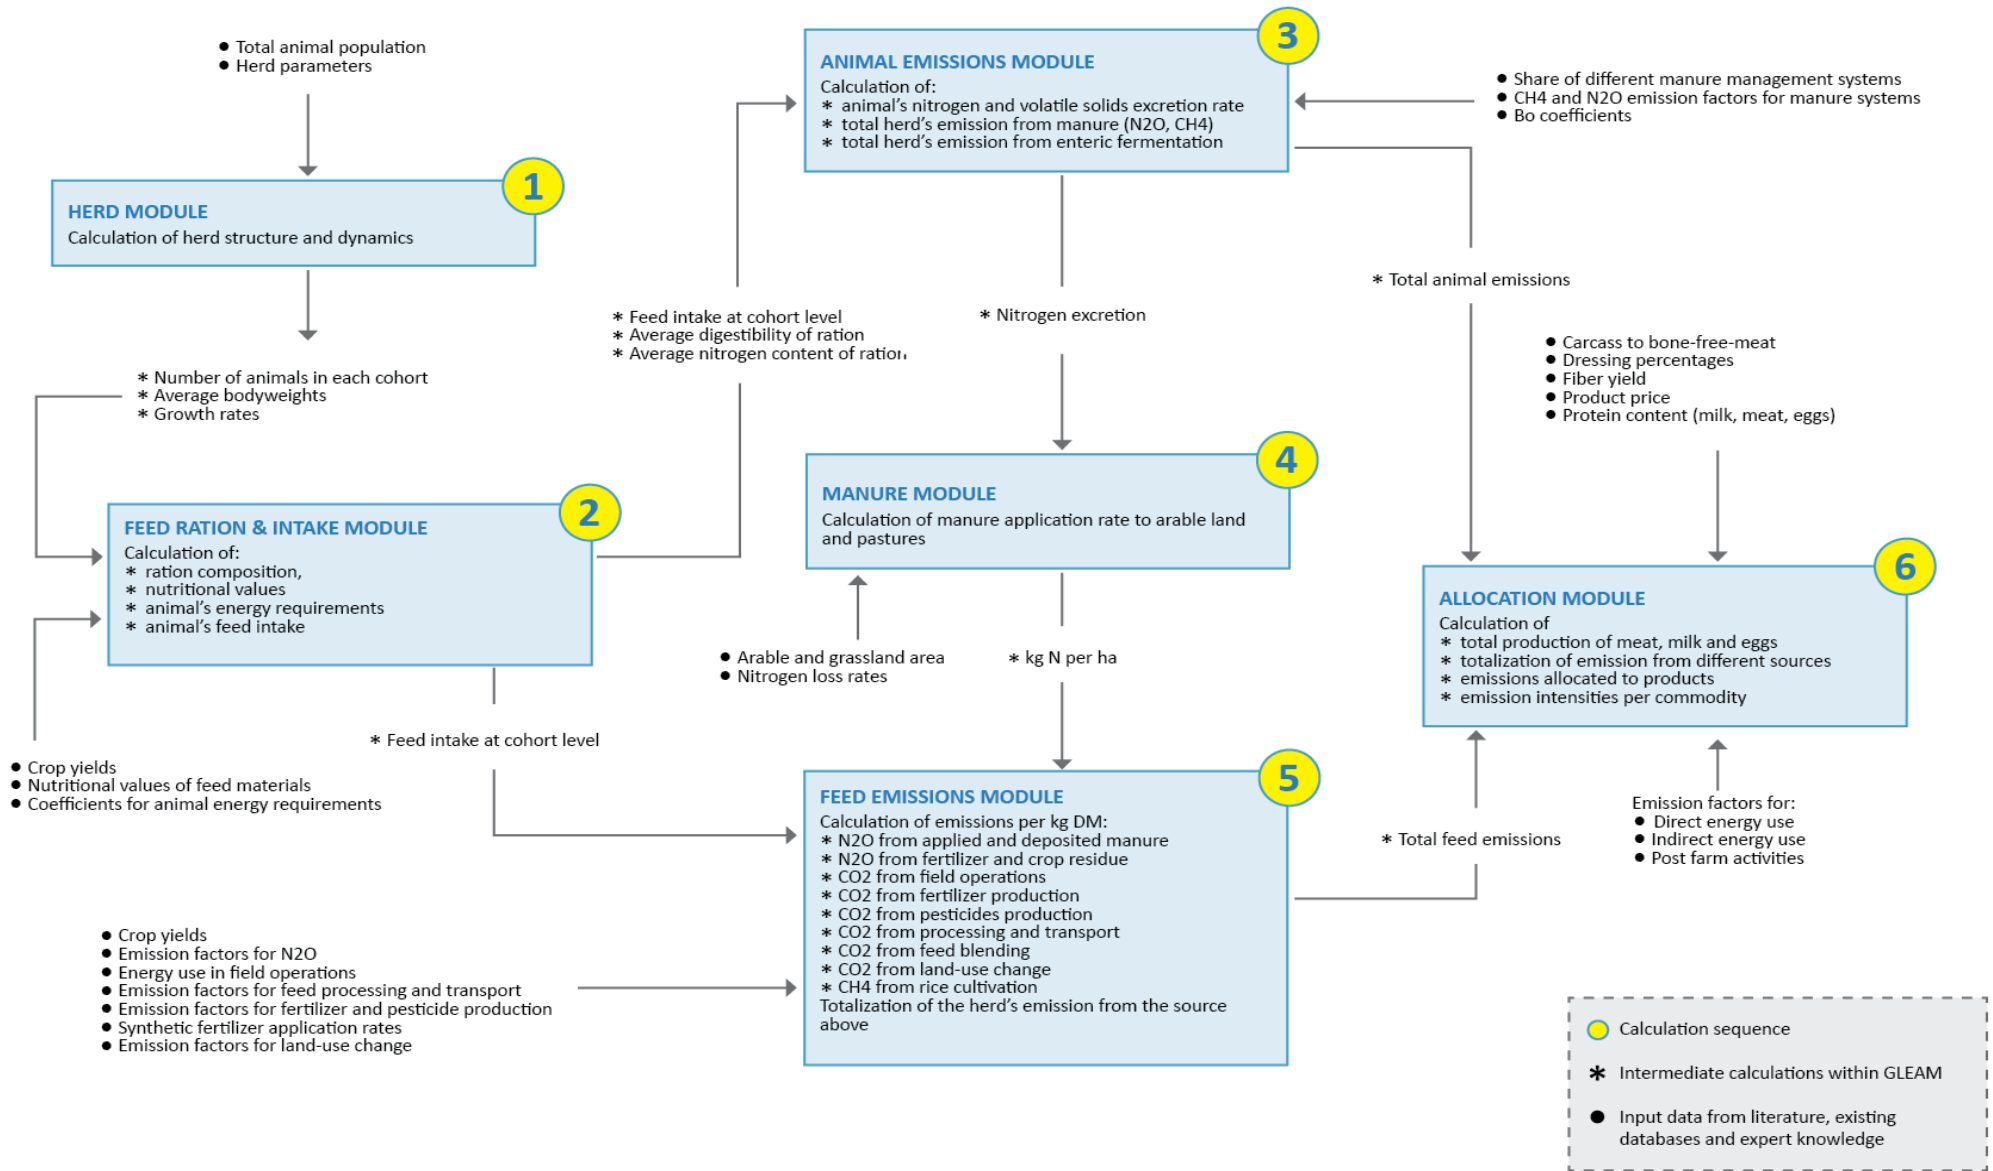 ● Total animal population
● Herd parameters
1
HERD MODULE
Calculation of herd structure and dynamics
* Number of animals in each cohort
* Average bodyweights
* Growth rates
2
FEED RATION & INTAKE MODULE
Calculation of:
* ration composition,
* nutritional values
* animal's energy requirements
* animal's feed intake
● Crop yields
● Nutritional values of feed materials
● Coefficients for animal energy requirements
* Feed intake at cohort level
* Feed intake at cohort level
* Average digestibility of ration
* Average nitrogen content of ration
3
ANIMAL EMISSIONS MODULE
Calculation of:
* animal's nitrogen and volatile solids excretion rate
* total herd's emission from manure (N2O, CH4)
* total herd's emission from enteric fermentation
● Share of different manure management systems
● CH4 and N2O emission factors for manure systems
● Bo coefficients
* Nitrogen excretion
* Total animal emissions
4
MANURE MODULE
Calculation of manure application rate to arable land
and pastures
● Arable and grassland area
● Nitrogen loss rates
* kg N per ha
5
FEED EMISSIONS MODULE
Calculation of emissions per kg DM:
* N2O from applied and deposited manure
* N2O from fertilizer and crop residue
* CO2 from field operations
* CO2 from fertilizer production
* CO2 from pesticides production
* CO2 from processing and transport
* CO2 from feed blending
* CO2 from land-use change
* CH4 from rice cultivation
Totalization of the herd's emission from the source
above
● Crop yields
● Emission factors for N2O
● Energy use in field operations
● Emission factors for feed processing and transport
● Emission factors for fertilizer and pesticide production
● Synthetic fertilizer application rates
● Emission factors for land-use change
* Total feed emissions
● Carcass to bone-free-meat
● Dressing percentages
● Fiber yield
● Product price
● Protein content (milk, meat, eggs)
6
ALLOCATION MODULE
Calculation of
* total production of meat, milk and eggs
* totalization of emission from different sources
* emissions allocated to products
* emission intensities per commodity
Emission factors for:
● Direct energy use
● Indirect energy use
● Post farm activities
Calculation sequence
* Intermediate calculations within GLEAM
● Input data from literature, existing
databases and expert knowledge